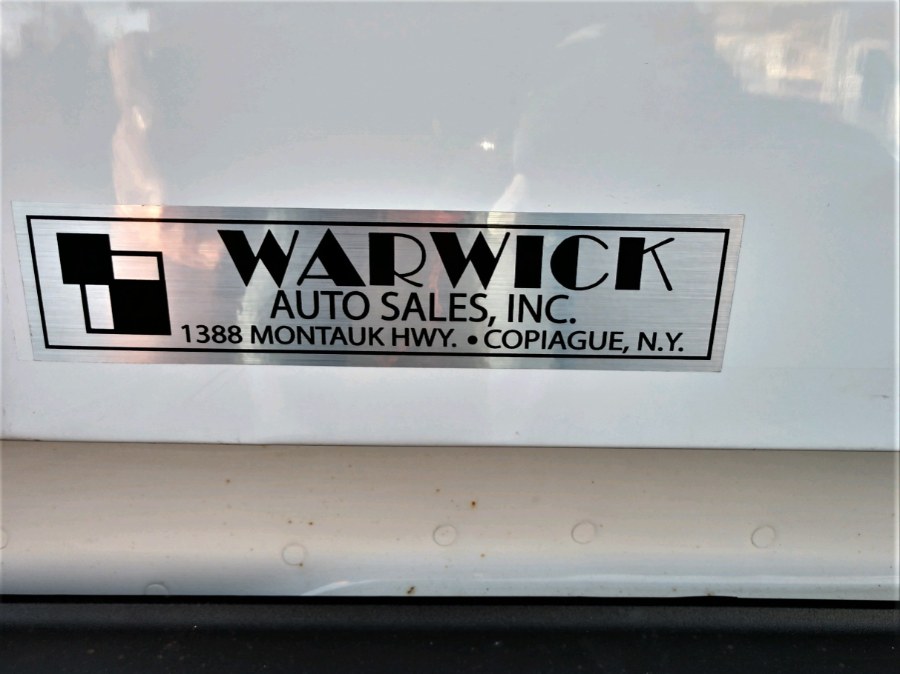 WARWICK
AUTO SALES, INC.
1388 MONTAUK HWY. • COPIAGUE, N.Y.